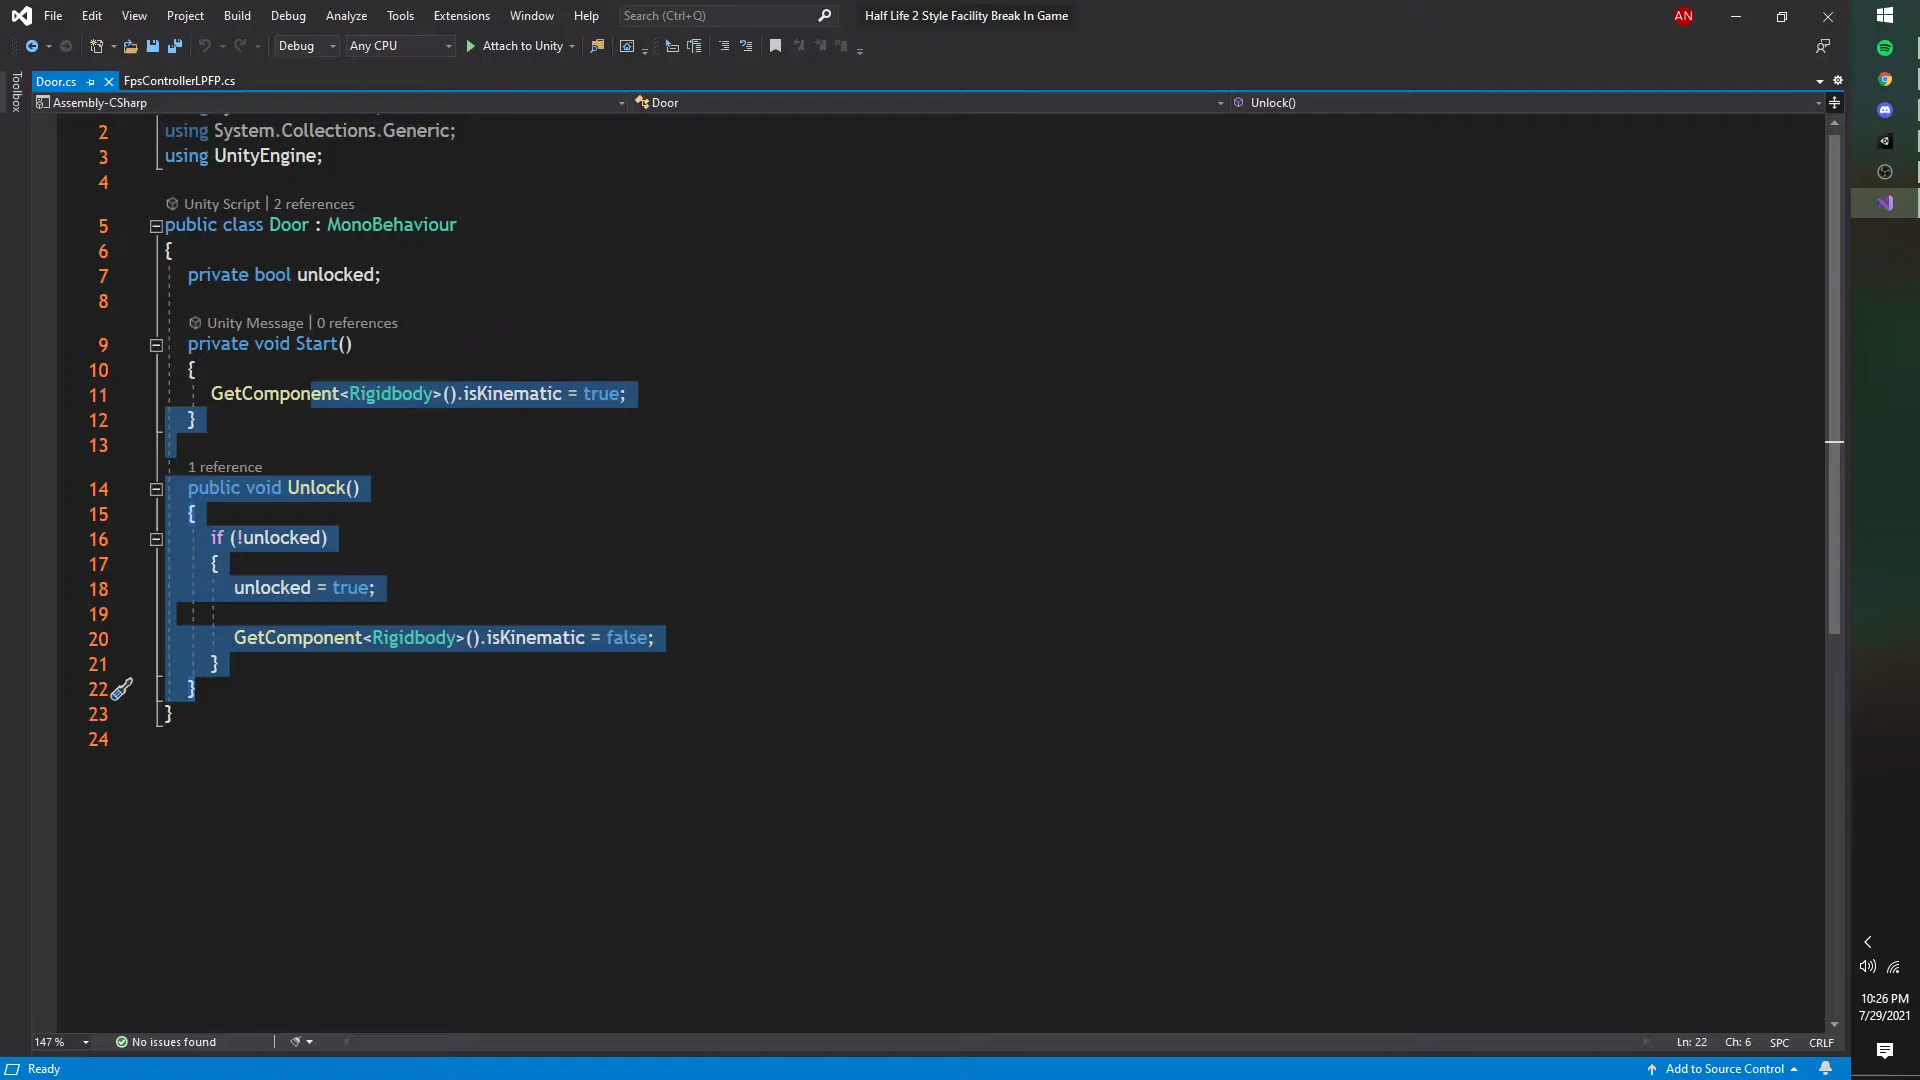 File Edit View Project Build Debug Analyze Tools Extensions Window Help Search (Ctrl+Q) Half Life 2 Style Facility Break In Game AN
Debug Any CPU Attach to Unity
Toolbox
Door.cs FpsControllerLPFP.cs
Assembly-CSharp Door Unlock()
2 using System.Collections.Generic;
3 using UnityEngine;
4
Unity Script | 2 references
5 public class Door : MonoBehaviour
6 {
7 private bool unlocked;
8
Unity Message | 0 references
9 private void Start()
10 {
11 GetComponent<Rigidbody>().isKinematic = true;
12 }
13
1 reference
14 public void Unlock()
15 {
16 if (!unlocked)
17 {
18 unlocked = true;
19
20 GetComponent<Rigidbody>().isKinematic = false;
21 }
22 }
23 }
24
147 % No issues found Ln: 22 Ch: 6 SPC CRLF
Ready Add to Source Control
10:26 PM
7/29/2021